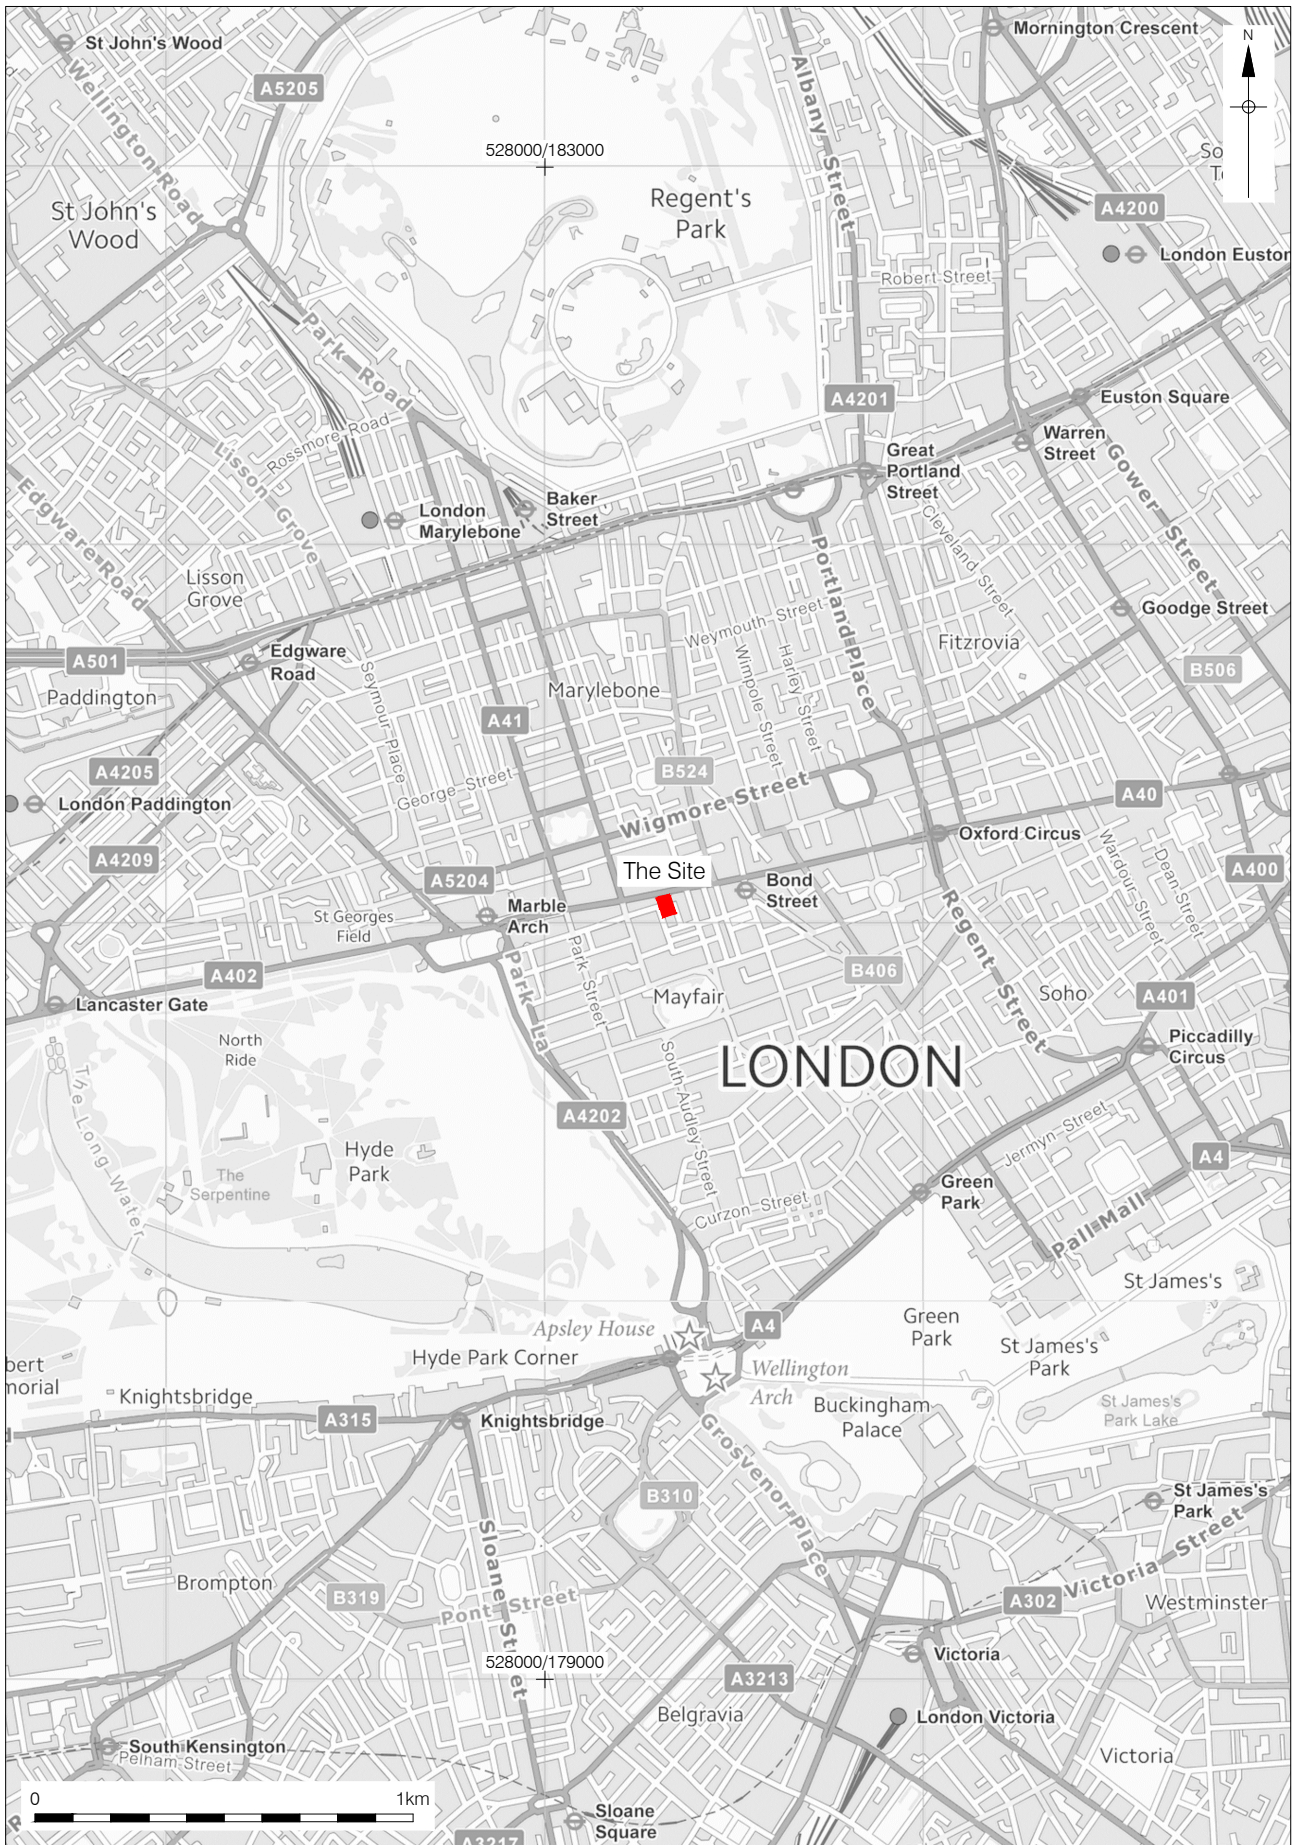 St John's Wood
Mornington Crescent
N
A5205
Wellington Road
Albany Street
528000/183000
So
A4200
St John's
Wood
Regent's
Park
London Euston
Robert Street
Park Road
A4201
Euston Square
Rossmore Road
Lisson Grove
Warren
Street
Great
Portland
Street
Gower Street
Edgware Road
Baker
Street
London
Marylebone
Cleveland Street
Portland Place
Lisson
Grove
Goodge Street
Weymouth Street
Fitzrovia
A501
Edgware
Road
Wimpole Street
Harley Street
B506
Paddington
Seymour Place
Marylebone
A41
A4205
B524
George Street
Wigmore Street
A40
London Paddington
Oxford Circus
Wardour Street
Dean Street
A4209
The Site
A400
A5204
Bond
Street
Marble
Arch
St Georges
Field
Regent Street
A402
Park La
Park Street
B406
Mayfair
Soho
A401
Lancaster Gate
North
Ride
LONDON
Piccadilly
Circus
The Long Water
South Audley Street
A4202
Jermyn Street
Hyde
Park
A4
The
Serpentine
Green
Park
Curzon Street
Pall Mall
St James's
Apsley House
A4
Green
Park
St James's
Park
bert
morial
Hyde Park Corner
Wellington
Arch
Knightsbridge
Buckingham
Palace
St James's
Park Lake
A315
Knightsbridge
Grosvenor Place
B310
St James's
Park
Sloane Street
Victoria Street
Brompton
B319
Pont Street
A302
Westminster
528000/179000
Victoria
A3213
Belgravia
London Victoria
South Kensington
Pelham Street
Victoria
0
1km
Sloane
Square
A3217